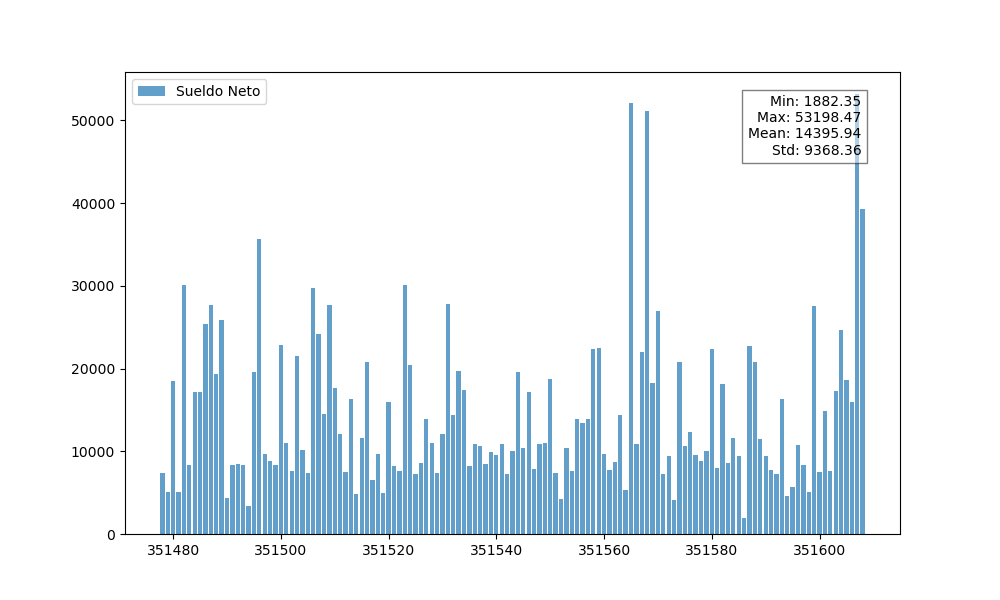 Sueldo Neto
Min: 1882.35
Max: 53198.47
Mean: 14395.94
Std: 9368.36
50000
40000
30000
20000
10000
0
351480 351500 351520 351540 351560 351580 351600